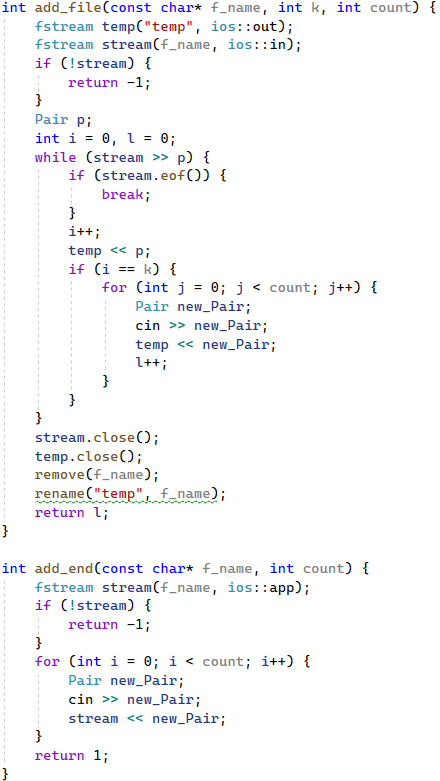 int add_file(const char* f_name, int k, int count) {
    fstream temp("temp", ios::out);
    fstream stream(f_name, ios::in);
    if (!stream) {
        return -1;
    }
    Pair p;
    int i = 0, l = 0;
    while (stream >> p) {
        if (stream.eof()) {
            break;
        }
        i++;
        temp << p;
        if (i == k) {
            for (int j = 0; j < count; j++) {
                Pair new_Pair;
                cin >> new_Pair;
                temp << new_Pair;
                l++;
            }
        }
    }
    stream.close();
    temp.close();
    remove(f_name);
    rename("temp", f_name);
    return l;
}

int add_end(const char* f_name, int count) {
    fstream stream(f_name, ios::app);
    if (!stream) {
        return -1;
    }
    for (int i = 0; i < count; i++) {
        Pair new_Pair;
        cin >> new_Pair;
        stream << new_Pair;
    }
    return 1;
}